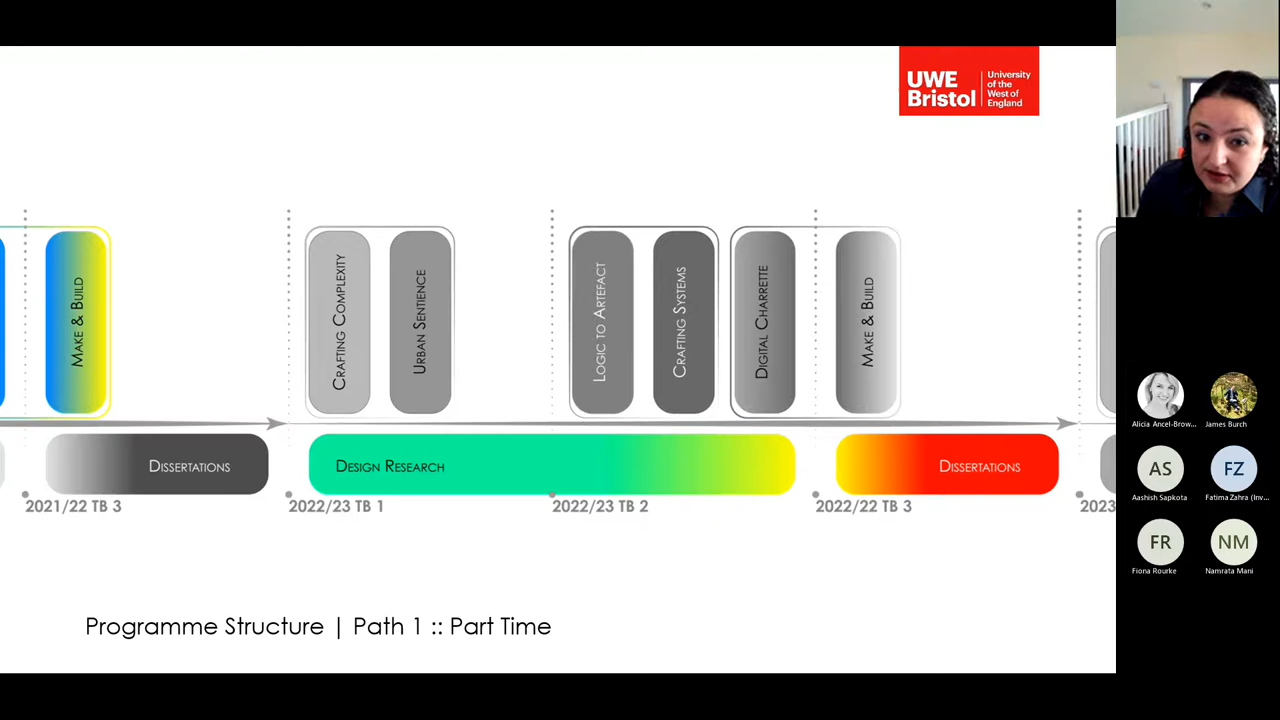 UWE
Bristol
University
of the
West of
England
MAKE & BUILD
CRAFTING COMPLEXITY
URBAN SENTIENCE
LOGIC TO ARTEFACT
CRAFTING SYSTEMS
DIGITAL CHARRETTE
MAKE & BUILD
DISSERTATIONS
DESIGN RESEARCH
DISSERTATIONS
2021/22 TB 3
2022/23 TB 1
2022/23 TB 2
2022/22 TB 3
2023
Programme Structure | Path 1 :: Part Time
Alicia Ancel-Brow...
James Burch
AS
FZ
Aashish Sapkota
Fatima Zahra (Inv...
FR
NM
Fiona Rourke
Namrata Mani